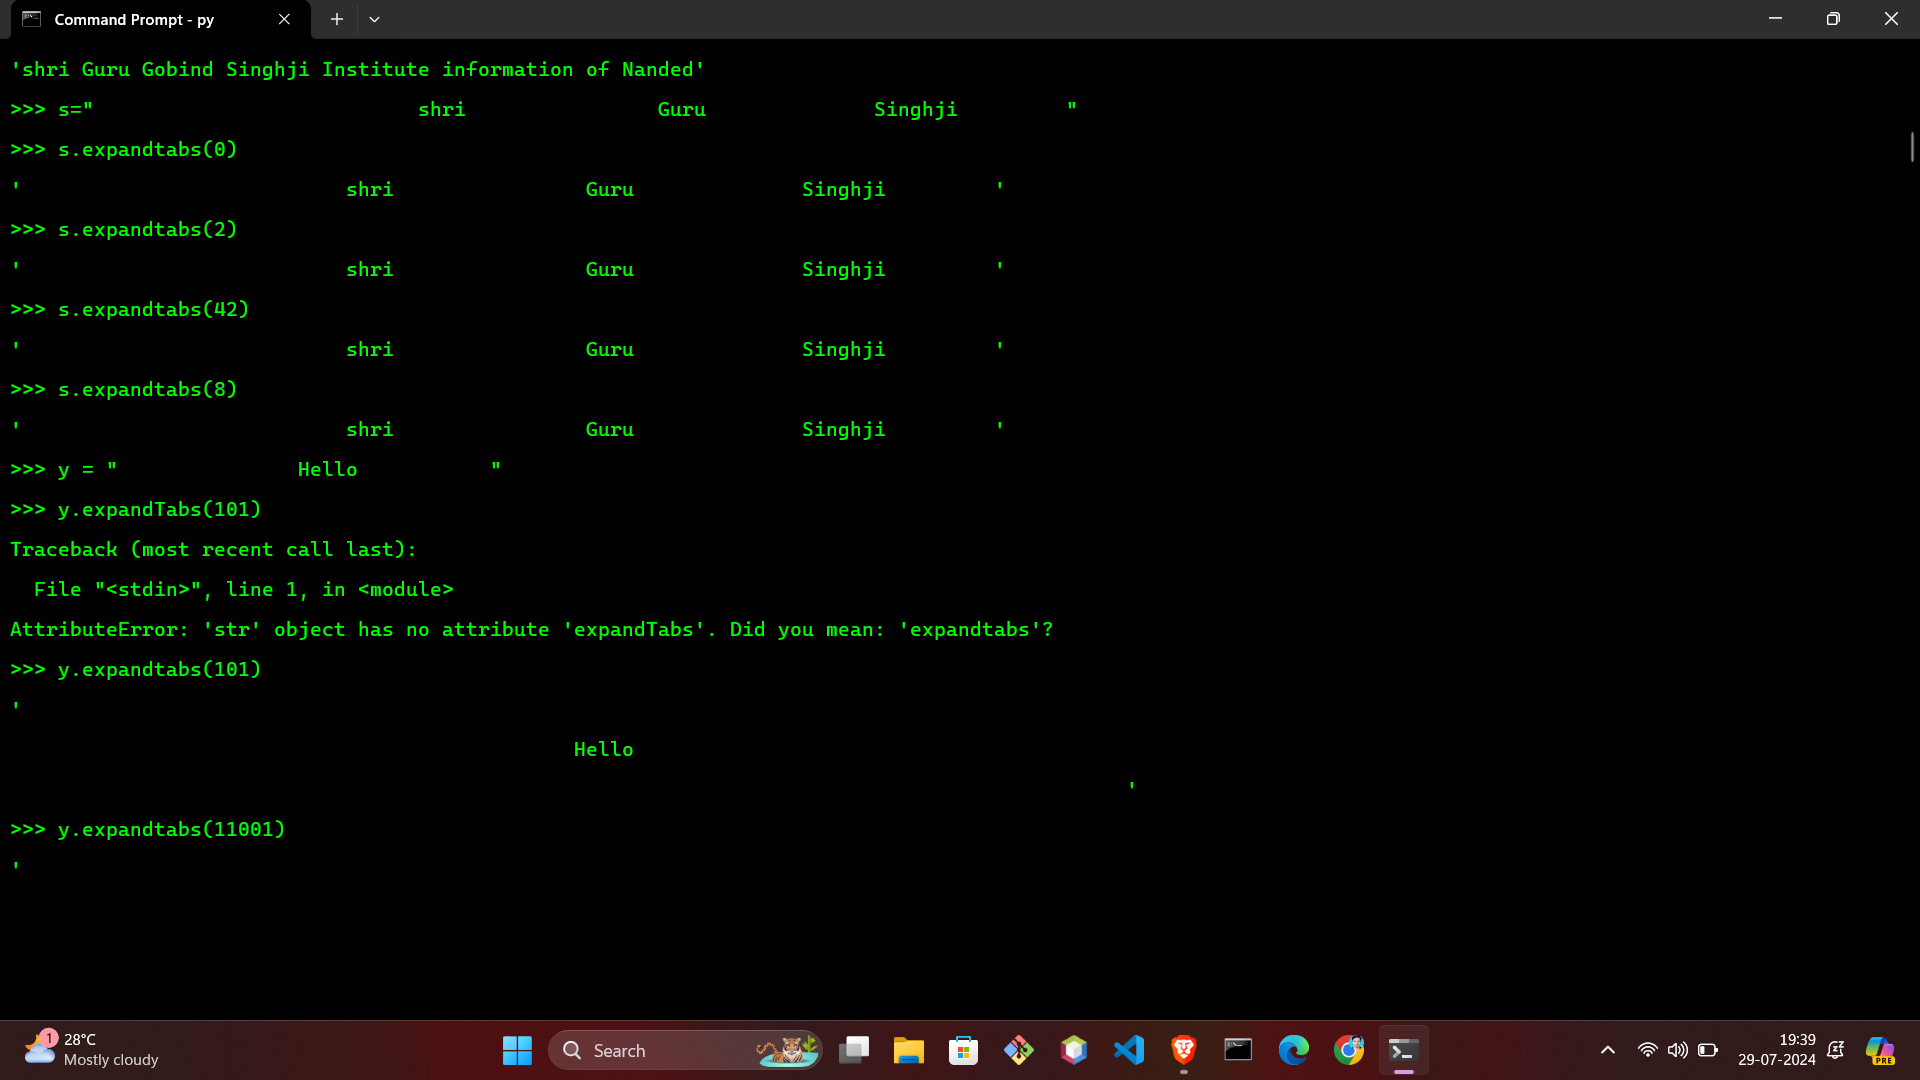 Command Prompt - py
'shri Guru Gobind Singhji Institute information of Nanded'
>>> s="                           shri                Guru              Singhji         "
>>> s.expandtabs(0)
'                           shri                Guru              Singhji         '
>>> s.expandtabs(2)
'                           shri                Guru              Singhji         '
>>> s.expandtabs(42)
'                           shri                Guru              Singhji         '
>>> s.expandtabs(8)
'                           shri                Guru              Singhji         '
>>> y = "               Hello           "
>>> y.expandTabs(101)
Traceback (most recent call last):
  File "<stdin>", line 1, in <module>
AttributeError: 'str' object has no attribute 'expandTabs'. Did you mean: 'expandtabs'?
>>> y.expandtabs(101)
'
                                               Hello
                                                                                             '
>>> y.expandtabs(11001)
'
1
28°C
Mostly cloudy
Search
19:39
29-07-2024
PRE